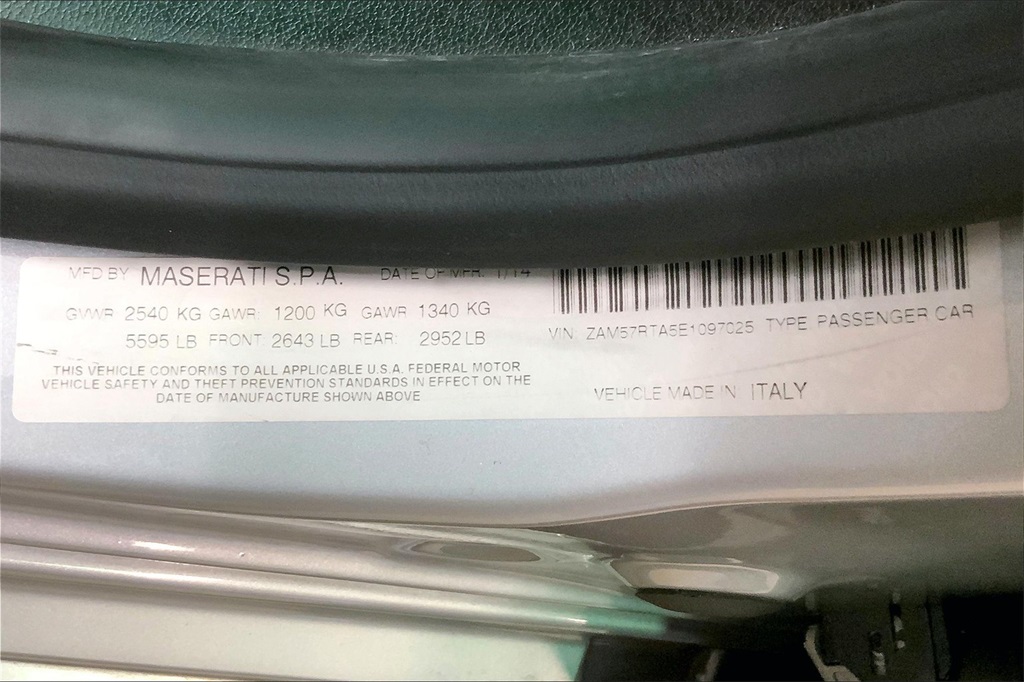 MFD BY MASERATI S.P.A. DATE OF MFR: 1/14
GVWR 2540 KG GAWR: 1200 KG GAWR 1340 KG
5595 LB FRONT 2643 LB REAR: 2952 LB
THIS VEHICLE CONFORMS TO ALL APPLICABLE U.S.A. FEDERAL MOTOR
VEHICLE SAFETY AND THEFT PREVENTION STANDARDS IN EFFECT ON THE
DATE OF MANUFACTURE SHOWN ABOVE
VIN: ZAM57RTA5E1097025 TYPE PASSENGER CAR
VEHICLE MADE IN ITALY